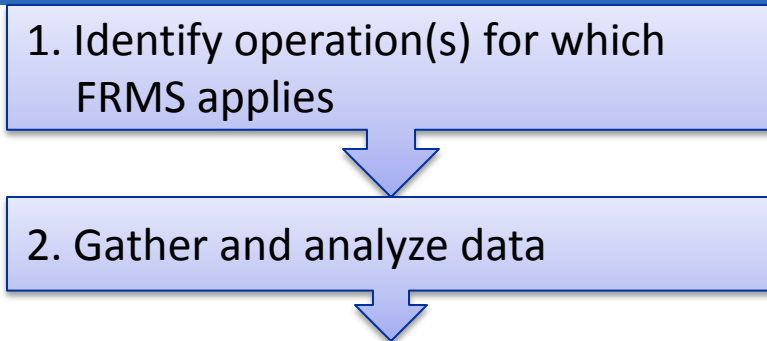 1. Identify operation(s) for which
FRMS applies
2. Gather and analyze data